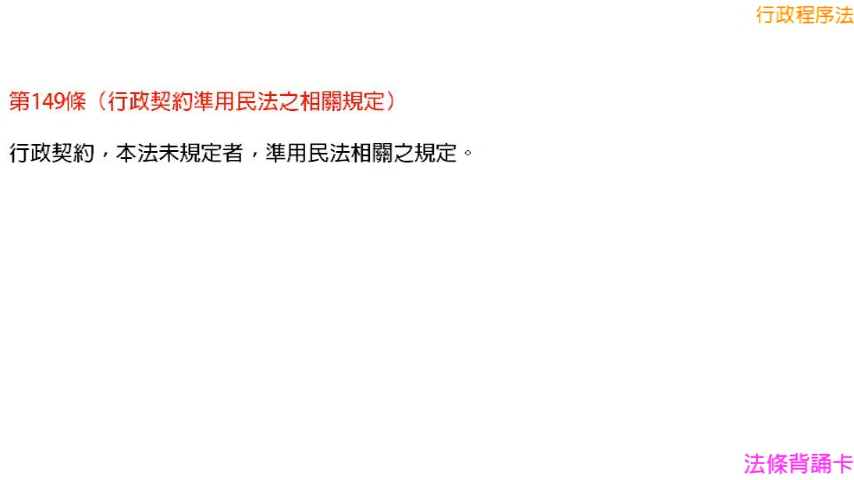 行政程序法
第149條（行政契約準用民法之相關規定）
行政契約，本法未規定者，準用民法相關之規定。
法條背誦卡